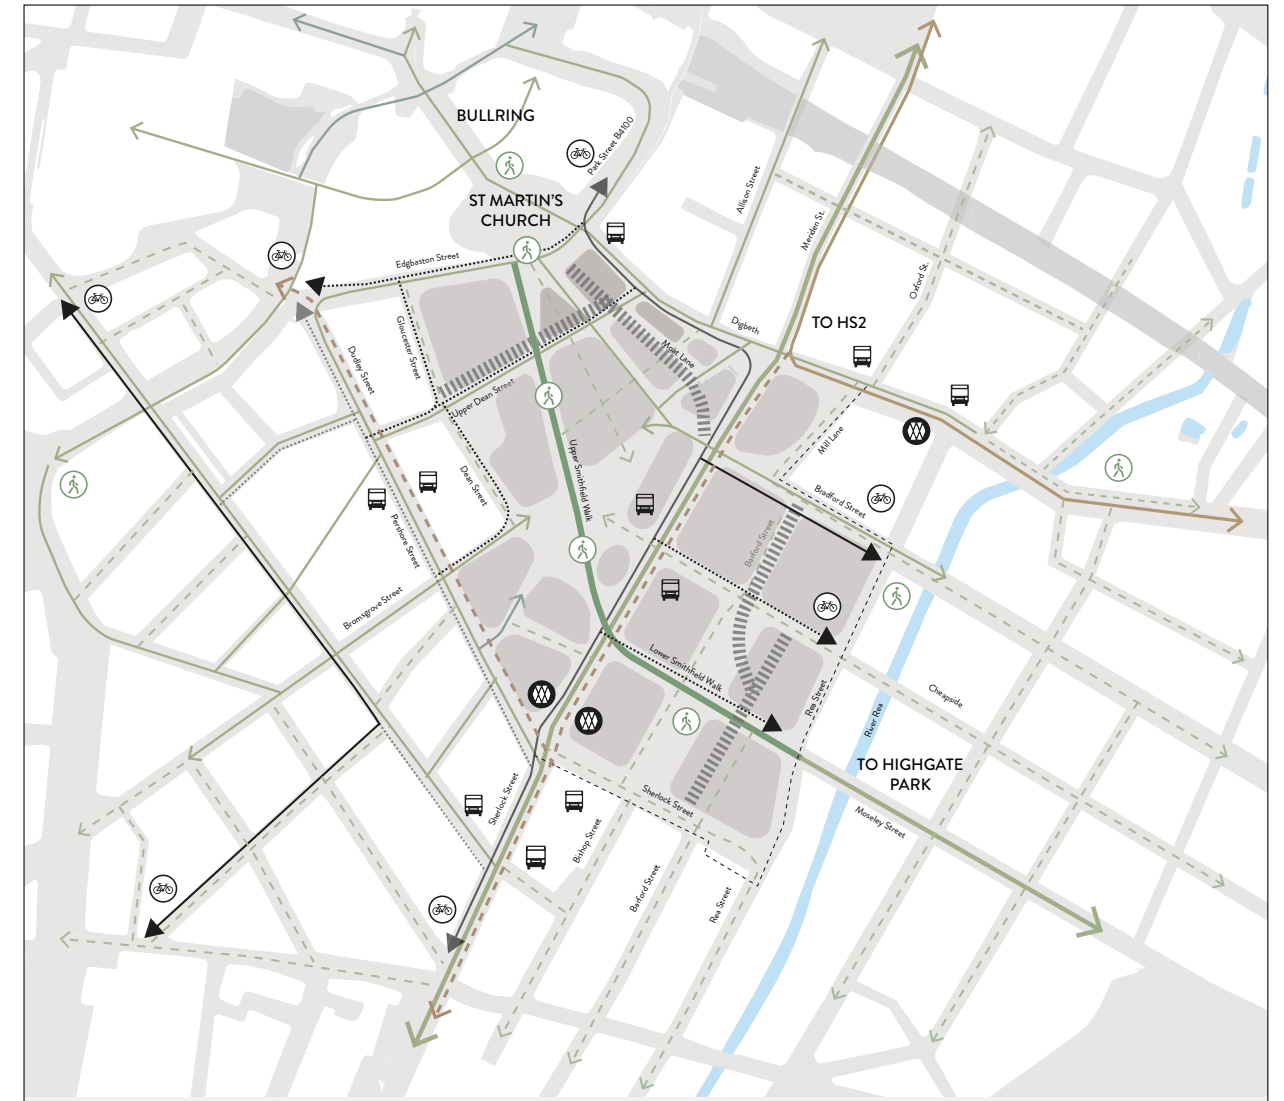 BULLRING
Park Street B4100
ST MARTIN'S
CHURCH
Allison Street
Meriden St.
Edgbaston Street
Oxford St.
Gloucester Street
Digbeth
TO HS2
Moat Lane
Dudley Street
Upper Dean Street
Mill Lane
Upper Smithfield Walk
Dean Street
Bradford Street
Pershore Street
Barford Street
Bromsgrove Street
Lower Smithfield Walk
Rea Street
Cheapside
River Rea
TO HIGHGATE
PARK
Sherlock Street
Sherlock Street
Moseley Street
Bishop Street
Barford Street
Rea Street